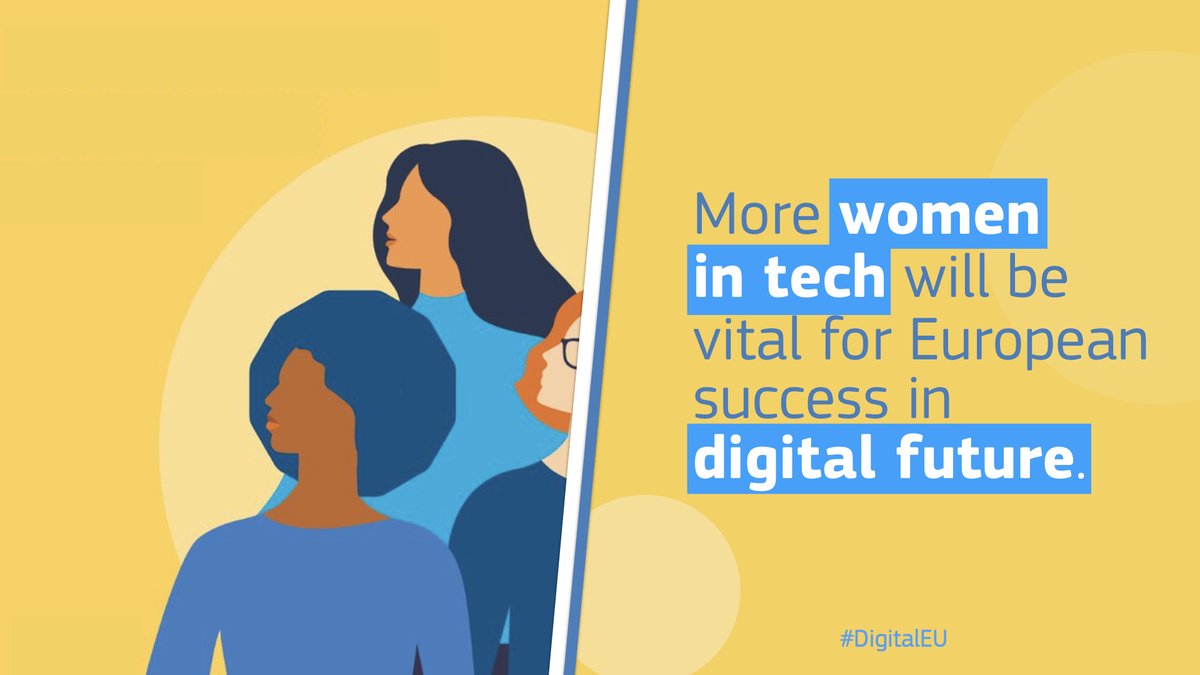 More women
in tech will be
vital for European
success in
digital future.
#DigitalEU